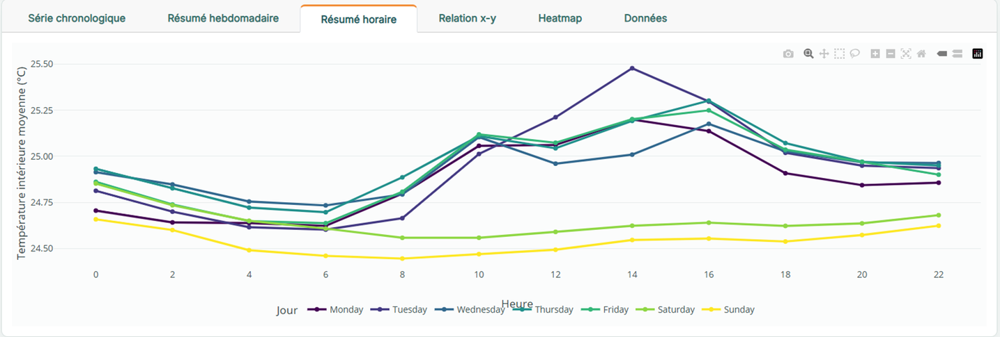 Série chronologique Résumé hebdomadaire Résumé horaire Relation x-y Heatmap Données
Température intérieure moyenne (°C)
25.50
25.25
25.00
24.75
24.50
0 2 4 6 8 10 12 14 16 18 20 22
Heure
Jour Monday Tuesday Wednesday Thursday Friday Saturday Sunday